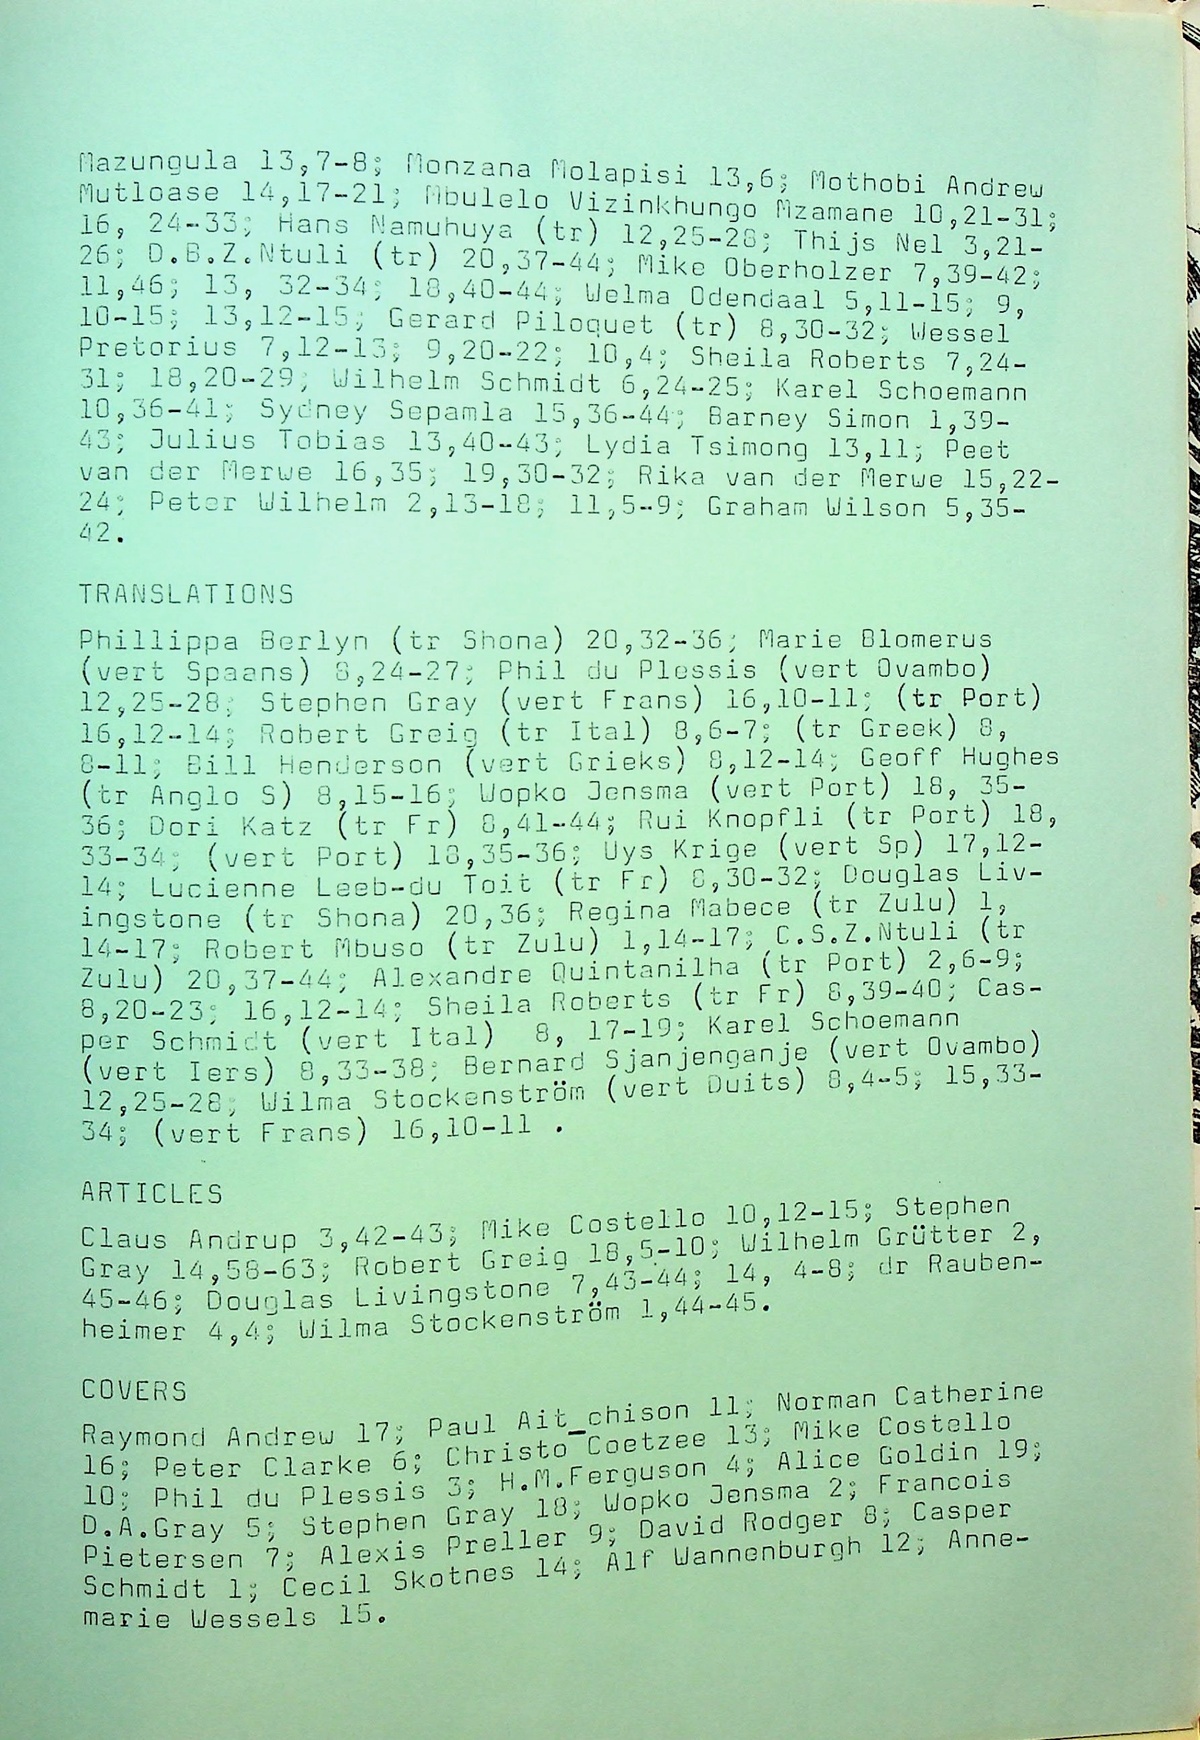 Mazungula 13,7-8; Monzana Molapisi 13,6; Mothobi Andrew
Mutloase 14,17-21; Mbulelo Vizinkhungo Mzamane 10,21-31;
16, 24-33; Hans Namuhuya (tr) 12,25-28; Thijs Nel 3,21-
26; D.B.Z.Ntuli (tr) 20,37-44; Mike Oberholzer 7,39-42;
11,46; 13, 32-34; 18,40-44; Welma Odendaal 5,11-15; 9,
10-15; 13,12-15; Gerard Piloquet (tr) 8,30-32; Wessel
Pretorius 7,12-13; 9,20-22; 10,4; Sheila Roberts 7,24-
31; 18,20-29; Wilhelm Schmidt 6,24-25; Karel Schoemann
10,36-41; Sydney Sepamla 15,36-44; Barney Simon 1,39-
43; Julius Tobias 13,40-43; Lydia Tsimong 13,11; Peet
van der Merwe 16,35; 19,30-32; Rika van der Merwe 15,22-
24; Peter Wilhelm 2,13-18; 11,5-9; Graham Wilson 5,35-
42.
TRANSLATIONS
Phillippa Berlyn (tr Shona) 20,32-36; Marie Blomerus
(vert Spaans) 8,24-27; Phil du Plessis (vert Ovambo)
12,25-28; Stephen Gray (vert Frans) 16,10-11; (tr Port)
16,12-14; Robert Greig (tr Ital) 8,6-7; (tr Greek) 8,
8-11; Bill Henderson (vert Grieks) 8,12-14; Geoff Hughes
(tr Anglo S) 8,15-16; Wopko Jensma (vert Port) 18, 35-
36; Dori Katz (tr Fr) 8,41-44; Rui Knopfli (tr Port) 18,
33-34; (vert Port) 18,35-36; Uys Krige (vert Sp) 17,12-
14; Lucienne Leeb-du Toit (tr Fr) 8,30-32; Douglas Liv-
ingstone (tr Shona) 20,36; Regina Mabece (tr Zulu) 1,
14-17; Robert Mbuso (tr Zulu) 1,14-17; C.S.Z.Ntuli (tr
Zulu) 20,37-44; Alexandre Quintanilha (tr Port) 2,6-9;
8,20-23; 16,12-14; Sheila Roberts (tr Fr) 8,39-40; Cas-
per Schmidt (vert Ital) 8, 17-19; Karel Schoemann
(vert Iers) 8,33-38; Bernard Sjanjenganje (vert Ovambo)
12,25-28; Wilma Stockenström (vert Duits) 8,4-5; 15,33-
34; (vert Frans) 16,10-11 .
ARTICLES
Claus Andrup 3,42-43; Mike Costello 10,12-15; Stephen
Gray 14,58-63; Robert Greig 18,5-10; Wilhelm Grütter 2,
45-46; Douglas Livingstone 7,43-44; 14, 4-8; dr Rauben-
heimer 4,4; Wilma Stockenström 1,44-45.
COVERS
Raymond Andrew 17; Paul Ait_chison 11; Norman Catherine
16; Peter Clarke 6; Christo Coetzee 13; Mike Costello
10; Phil du Plessis 3; H.M.Ferguson 4; Alice Goldin 19;
D.A.Gray 5; Stephen Gray 18; Wopko Jensma 2; Francois
Pietersen 7; Alexis Preller 9; David Rodger 8; Casper
Schmidt 1; Cecil Skotnes 14; Alf Wannenburgh 12; Anne-
marie Wessels 15.